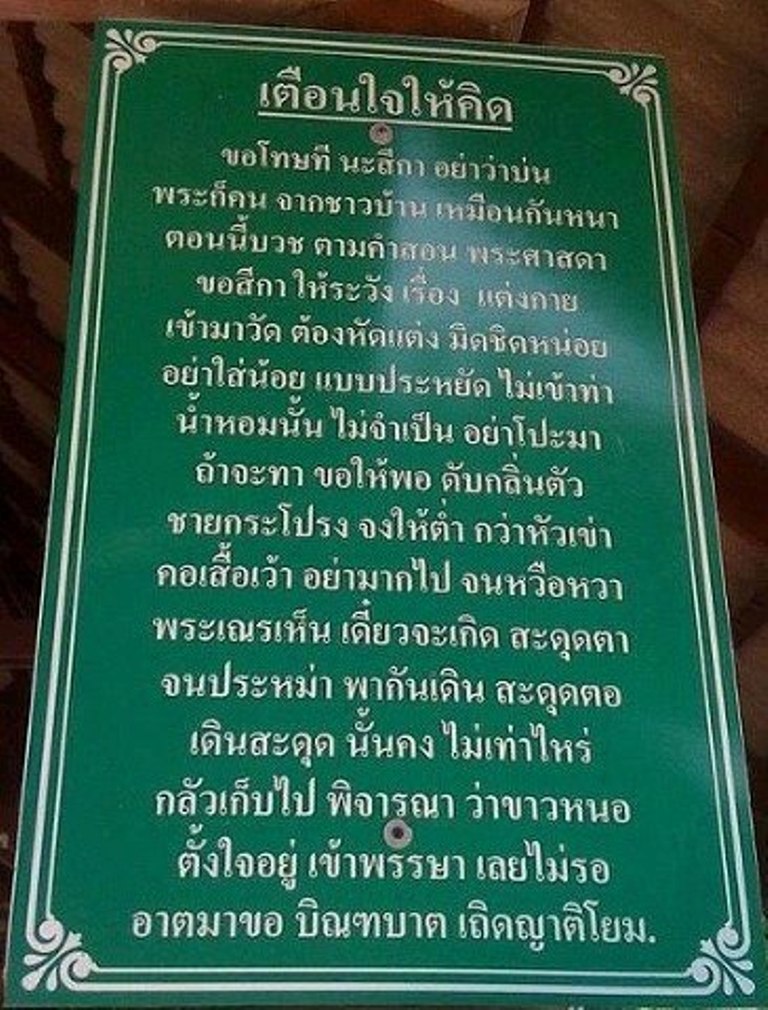 เตือนใจให้คิด
ขอโทษที นะสีกา อย่าว่าบ่น
พระก็คน จากชาวบ้าน เหมือนกันหนา
ตอนนี้บวช ตามคำสอน พระศาสดา
ขอสีกา ให้ระวัง เรื่อง แต่งกาย
เข้ามาวัด ต้องหัดแต่ง มิดชิดหน่อย
อย่าใส่น้อย แบบประหยัด ไม่เข้าท่า
น้ำหอมนั้น ไม่จำเป็น อย่าโปะมา
ถ้าจะทา ขอให้พอ ดับกลิ่นตัว
ชายกระโปรง จงให้ต่ำ กว่าหัวเข่า
คอเสื้อเว้า อย่ามากไป จนหวือหวา
พระเณรเห็น เดี๋ยวจะเกิด สะดุดตา
จนประหม่า พากันเดิน สะดุดตอ
เดินสะดุด นั้นคง ไม่เท่าไหร่
กลัวเก็บไป พิจารณา ว่าขาวหนอ
ตั้งใจอยู่ เข้าพรรษา เลยไม่รอ
อาตมาขอ บิณฑบาต เถิดญาติโยม.